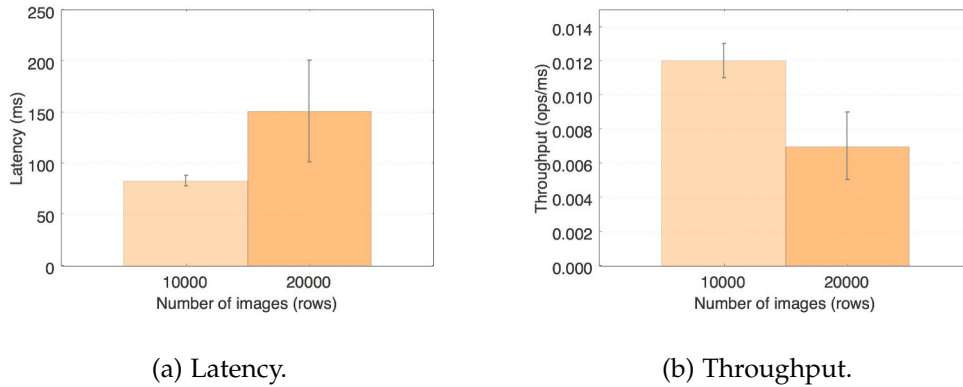 250
200
150
100
50
0
Latency (ms)
10000 20000
Number of images (rows)
(a) Latency.
0.014
0.012
0.010
0.008
0.006
0.004
0.002
0.000
Throughput (ops/ms)
10000 20000
Number of images (rows)
(b) Throughput.